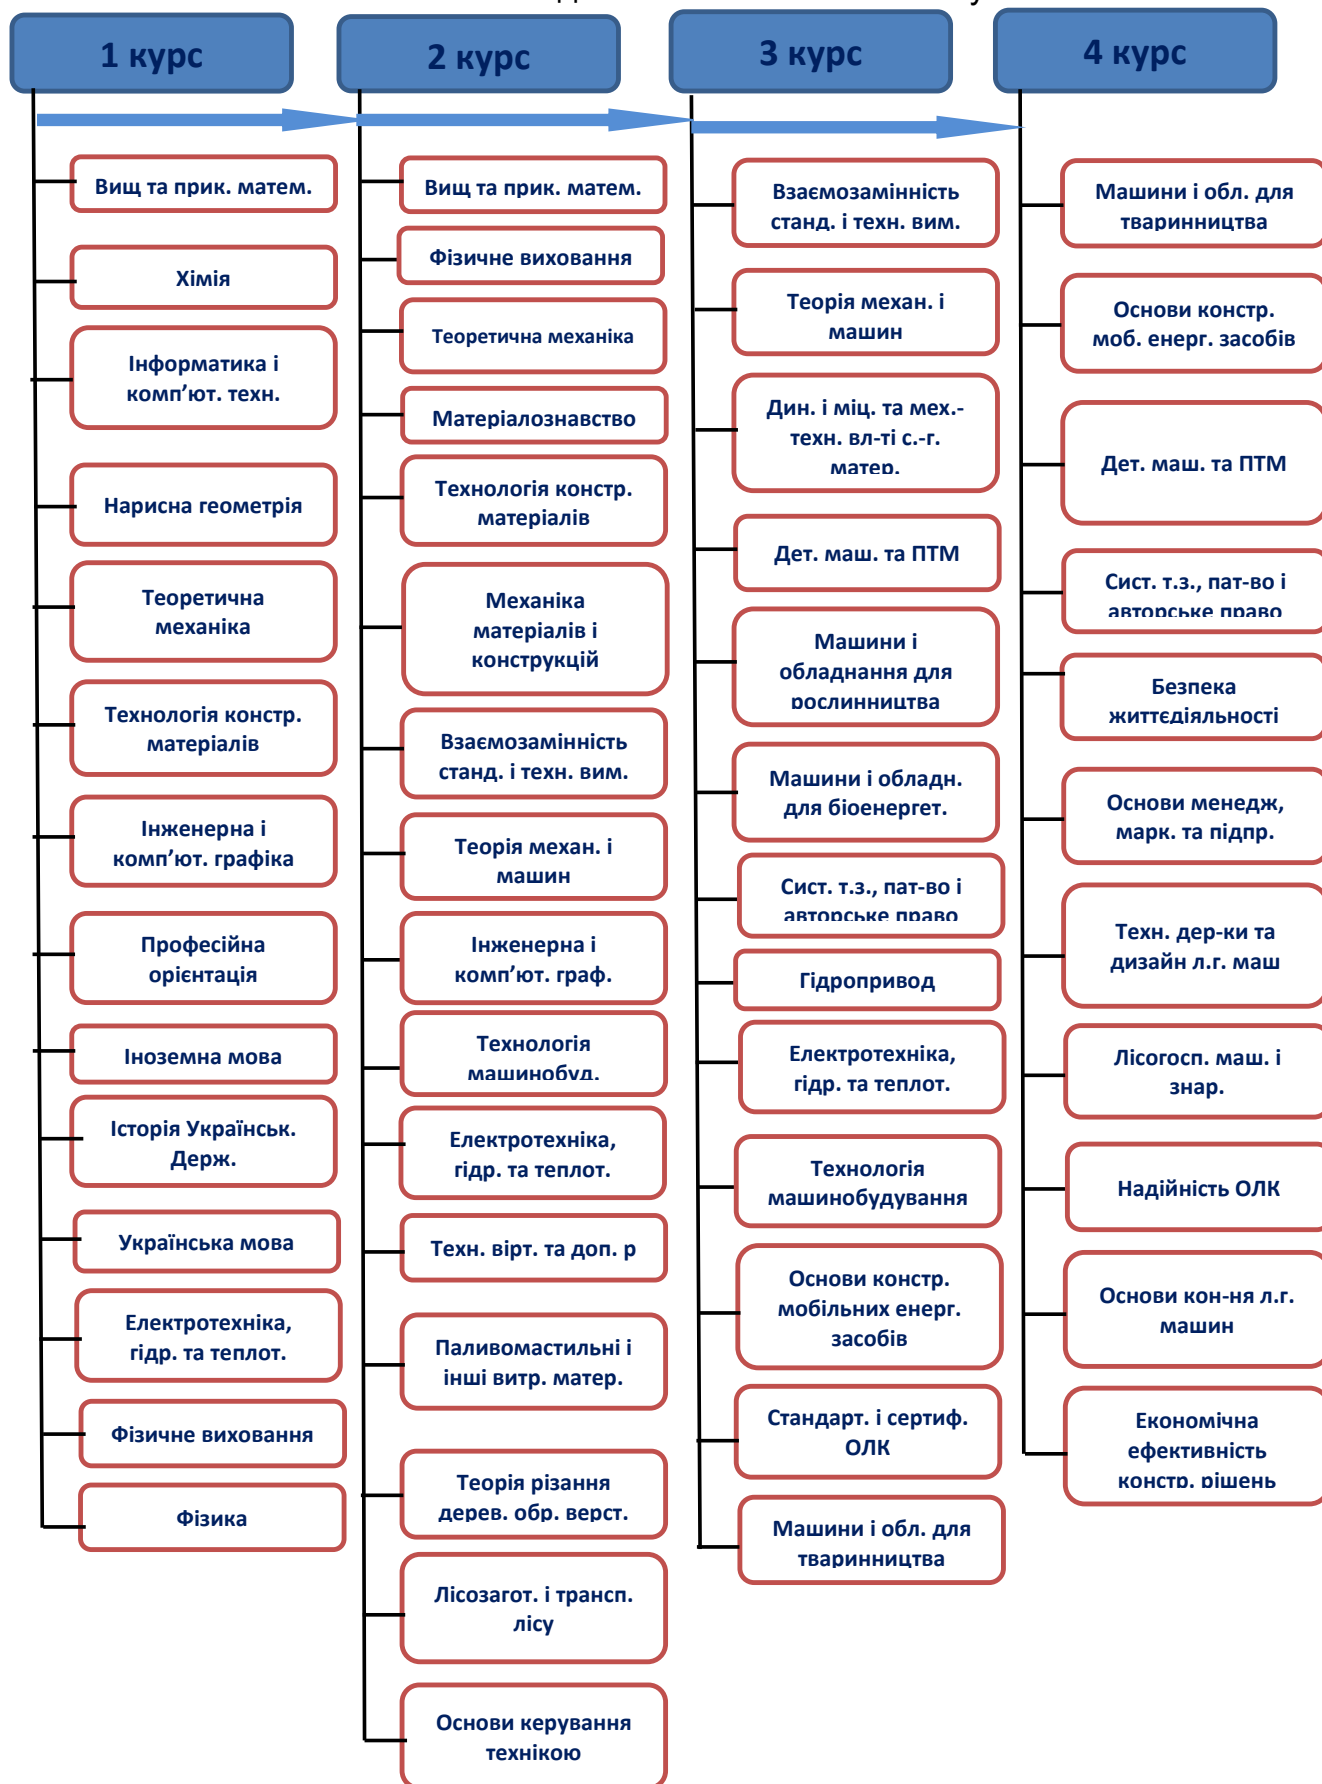 1 курс
Вищ та прик. матем.
Хімія
Інформатика і
комп’ют. техн.
Нарисна геометрія
Теоретична
механіка
Технологія констр.
матеріалів
Інженерна і
комп’ют. графіка
Професійна
орієнтація
Іноземна мова
Історія Українськ.
Держ.
Українська мова
Електротехніка,
гідр. та теплот.
Фізичне виховання
Фізика
2 курс
Вищ та прик. матем.
Фізичне виховання
Теоретична механіка
Матеріалознавство
Технологія констр.
матеріалів
Механіка
матеріалів і
конструкцій
Взаємозамінність
станд. і техн. вим.
Теорія механ. і
машин
Інженерна і
комп’ют. граф.
Технологія
машинобуд.
Електротехніка,
гідр. та теплот.
Техн. вірт. та доп. р
Паливомастильні і
інші витр. матер.
Теорія різання
дерев. обр. верст.
Лісозагот. і трансп.
лісу
Основи керування
технікою
3 курс
Взаємозамінність
станд. і техн. вим.
Теорія механ. і
машин
Дин. і міц. та мех.-
техн. вл-ті с.-г.
матер.
Дет. маш. та ПТМ
Машини і
обладнання для
рослинництва
Машини і обладн.
для біоенергет.
Сист. т.з., пат-во і
авторське право
Гідропривод
Електротехніка,
гідр. та теплот.
Технологія
машинобудування
Основи констр.
мобільних енерг.
засобів
Стандарт. і сертиф.
ОЛК
Машини і обл. для
тваринництва
4 курс
Машини і обл. для
тваринництва
Основи констр.
моб. енерг. засобів
Дет. маш. та ПТМ
Сист. т.з., пат-во і
авторське право
Безпека
життєдіяльності
Основи менедж,
марк. та підпр.
Техн. дер-ки та
дизайн л.г. маш
Лісогосп. маш. і
знар.
Надійність ОЛК
Основи кон-ня л.г.
машин
Економічна
ефективність
констр. рішень